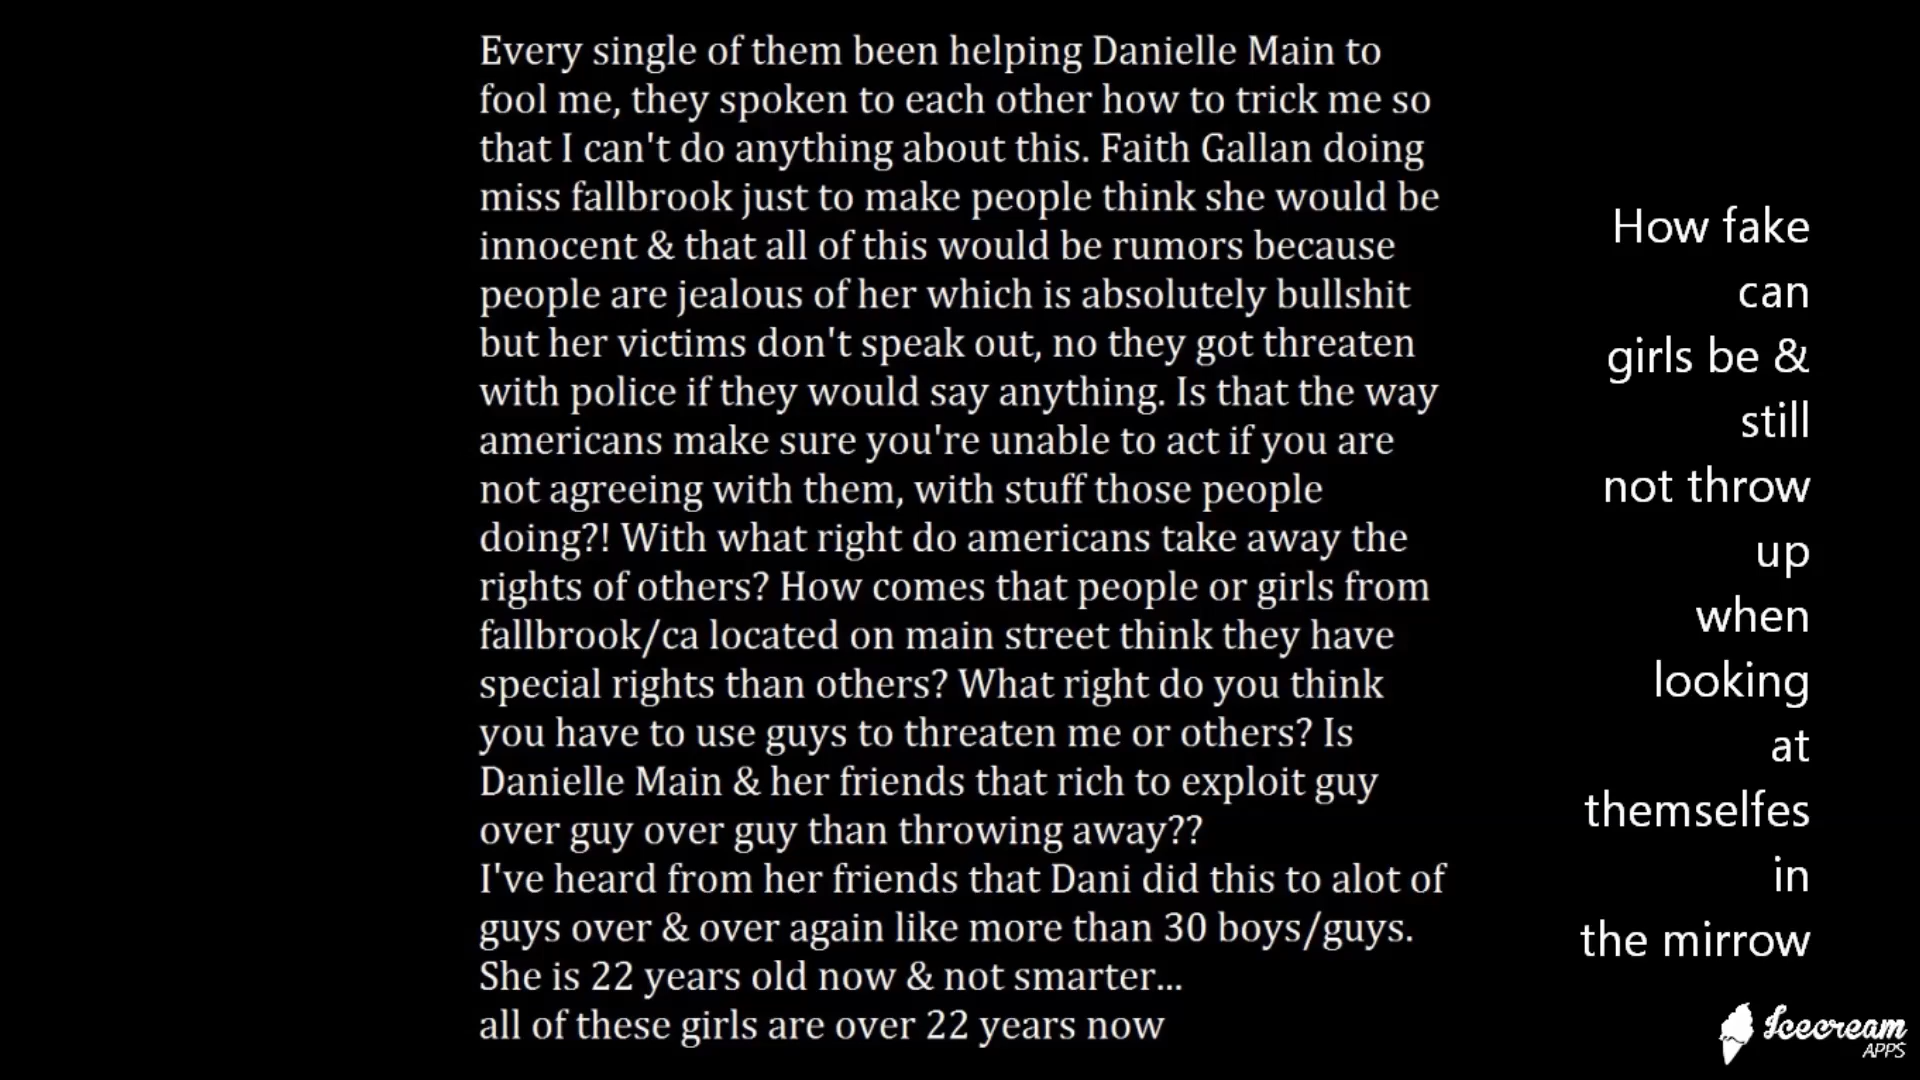 Every single of them been helping Danielle Main to
fool me, they spoken to each other how to trick me so
that I can't do anything about this. Faith Gallan doing
miss fallbrook just to make people think she would be
innocent & that all of this would be rumors because
people are jealous of her which is absolutely bullshit
but her victims don't speak out, no they got threaten
with police if they would say anything. Is that the way
americans make sure you're unable to act if you are
not agreeing with them, with stuff those people
doing?! With what right do americans take away the
rights of others? How comes that people or girls from
fallbrook/ca located on main street think they have
special rights than others? What right do you think
you have to use guys to threaten me or others? Is
Danielle Main & her friends that rich to exploit guy
over guy over guy than throwing away??
I've heard from her friends that Dani did this to alot of
guys over & over again like more than 30 boys/guys.
She is 22 years old now & not smarter...
all of these girls are over 22 years now
How fake
can
girls be &
still
not throw
up
when
looking
at
themselfes
in
the mirrow
Icecream
APPS